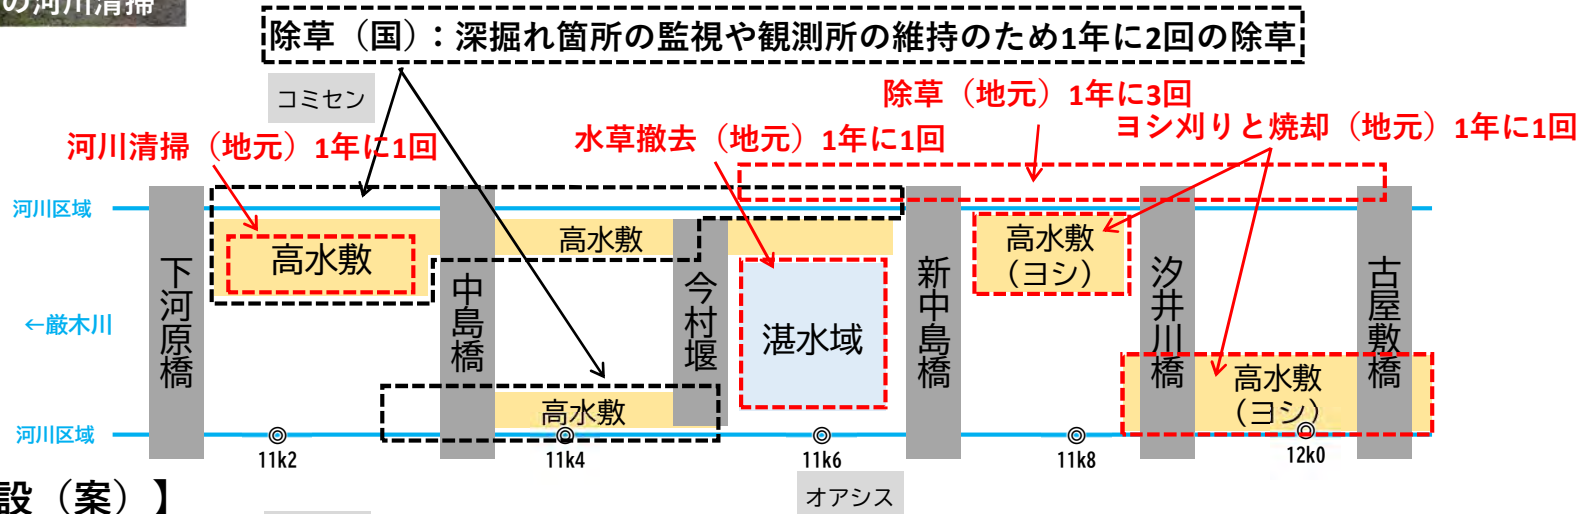 の河川清掃
除草（国）：深掘れ箇所の監視や観測所の維持のため1年に2回の除草
コミセン
除草（地元）1年に3回
ヨシ刈りと焼却（地元）1年に1回
河川清掃（地元）1年に1回
水草撤去（地元）1年に1回
河川区域
高水敷
高水敷
高水敷
（ヨシ）
下河原橋
中島橋
今村堰
湛水域
新中島橋
汐井川橋
古屋敷橋
←厳木川
高水敷
高水敷
（ヨシ）
河川区域
11k2
11k4
11k6
11k8
12k0
オアシス
設（案）】